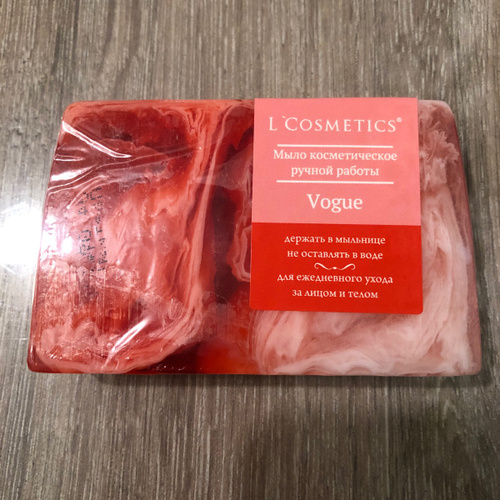 L'COSMETICS®
Мыло косметическое
ручной работы
Vogue
держать в мыльнице
не оставлять в воде
для ежедневного ухода
за лицом и телом